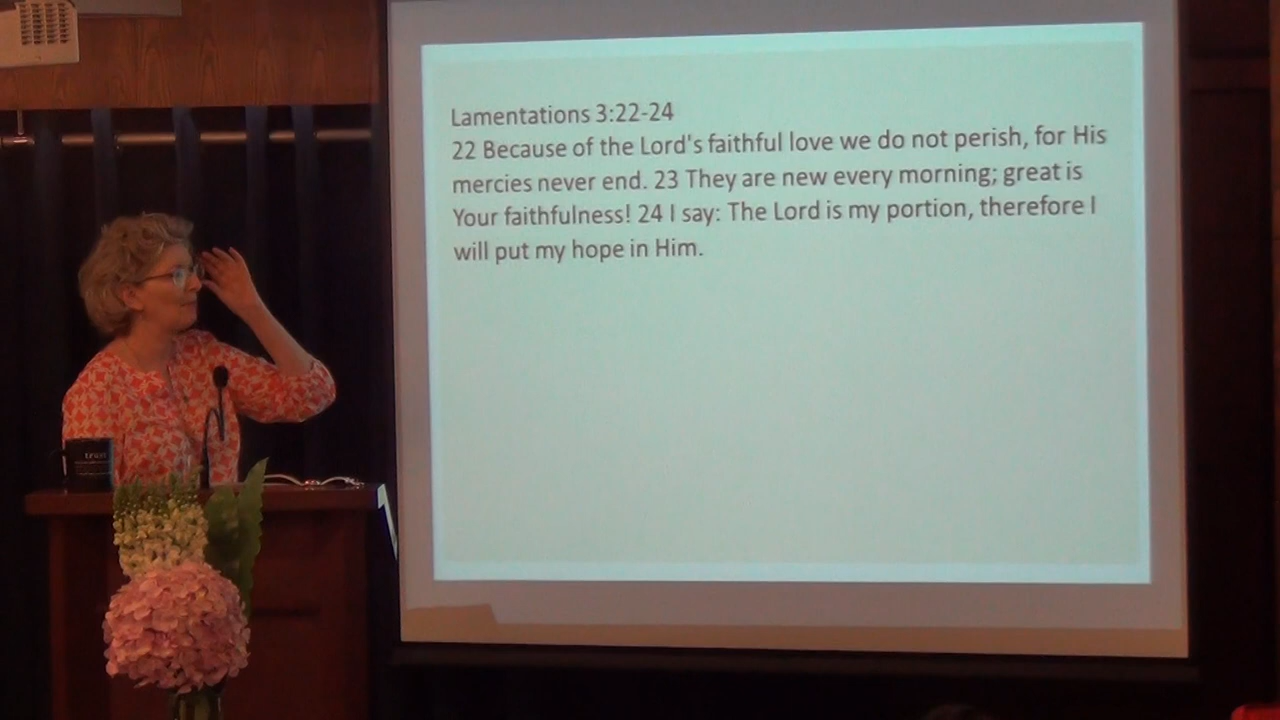 Lamentations 3:22-24
22 Because of the Lord's faithful love we do not perish, for His
mercies never end. 23 They are new every morning; great is
Your faithfulness! 24 I say: The Lord is my portion, therefore I
will put my hope in Him.